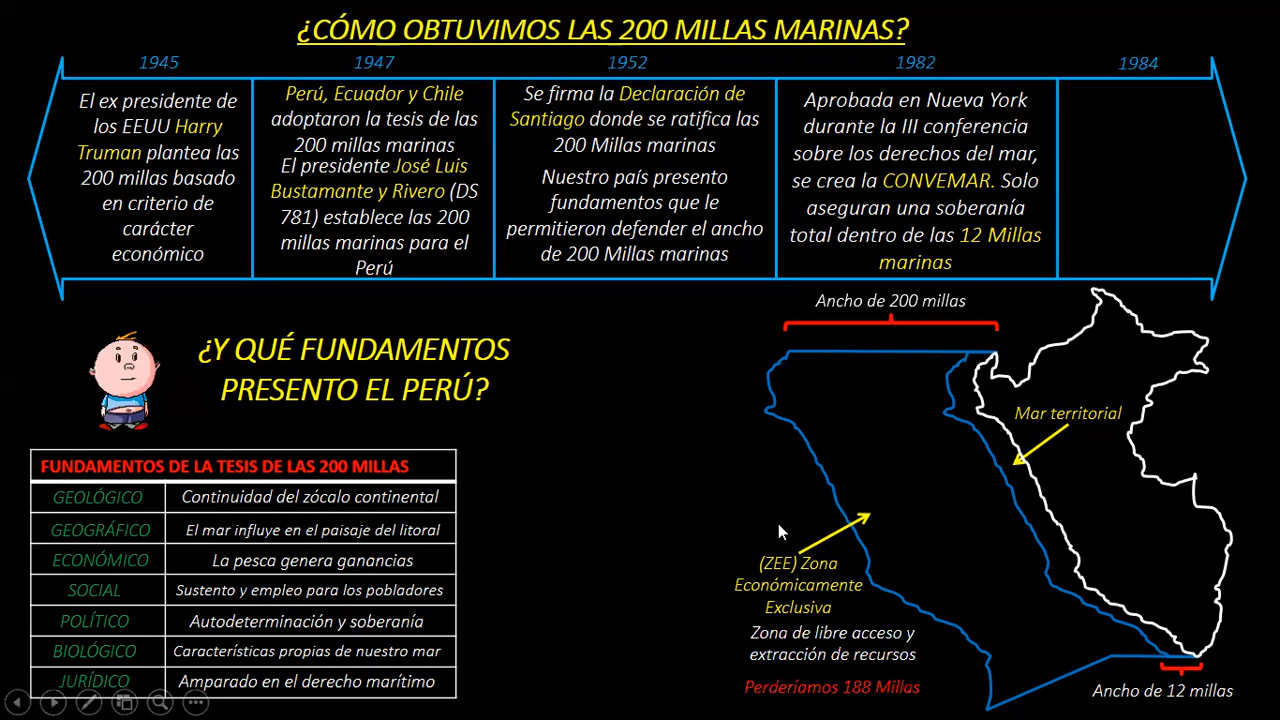 ¿CÓMO OBTUVIMOS LAS 200 MILLAS MARINAS?
1945
1947
1952
1982
1984
El ex presidente de
los EEUU Harry
Truman plantea las
200 millas basado
en criterio de
carácter
económico
Perú, Ecuador y Chile
adoptaron la tesis de las
200 millas marinas
El presidente José Luis
Bustamante y Rivero (DS
781) establece las 200
millas marinas para el
Perú
Se firma la Declaración de
Santiago donde se ratifica las
200 Millas marinas
Nuestro país presento
fundamentos que le
permitieron defender el ancho
de 200 Millas marinas
Aprobada en Nueva York
durante la III conferencia
sobre los derechos del mar,
se crea la CONVEMAR. Solo
aseguran una soberanía
total dentro de las 12 Millas
marinas
¿Y QUÉ FUNDAMENTOS
PRESENTO EL PERÚ?
FUNDAMENTOS DE LA TESIS DE LAS 200 MILLAS
GEOLÓGICO Continuidad del zócalo continental
GEOGRÁFICO El mar influye en el paisaje del litoral
ECONÓMICO La pesca genera ganancias
SOCIAL Sustento y empleo para los pobladores
POLÍTICO Autodeterminación y soberanía
BIOLÓGICO Características propias de nuestro mar
JURÍDICO Amparado en el derecho marítimo
Ancho de 200 millas
Mar territorial
(ZEE) Zona
Económicamente
Exclusiva
Zona de libre acceso y
extracción de recursos
Perderíamos 188 Millas
Ancho de 12 millas